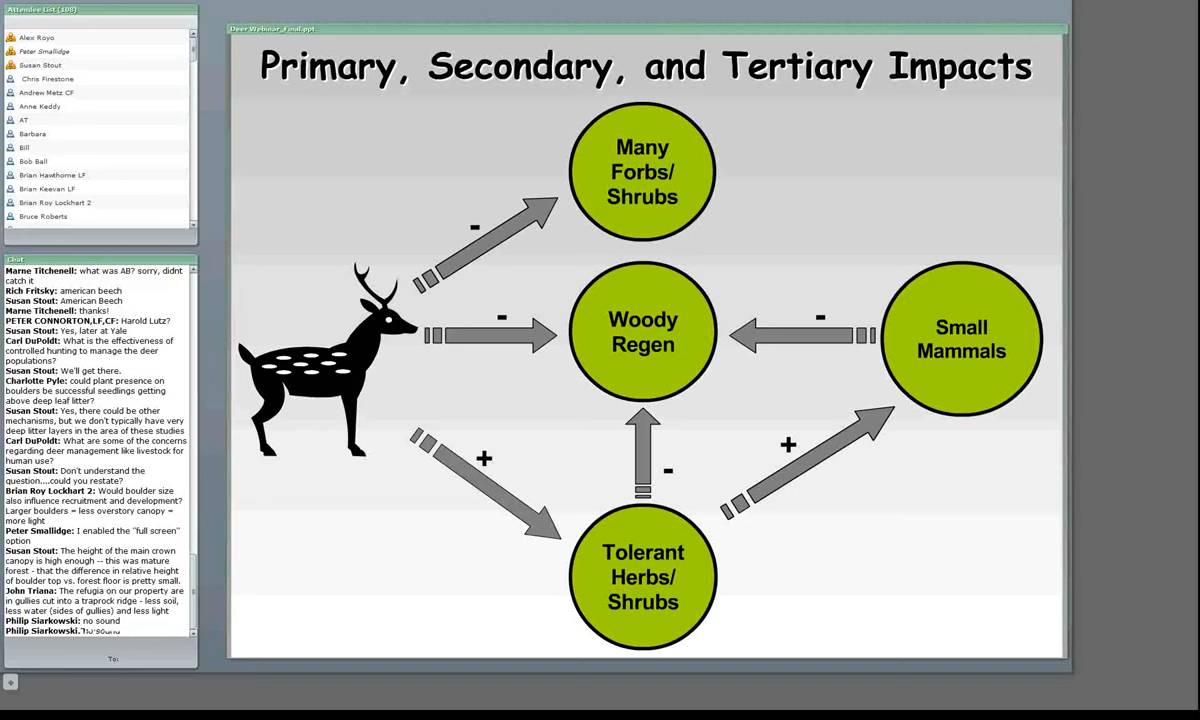 Attendee List (108)
Alex Royo
Peter Smallidge
Susan Stout
Chris Firestone
Andrew Metz CF
Anne Keddy
AT
Barbara
Bill
Bob Ball
Brian Hawthorne LF
Brian Keevan LF
Brian Roy Lockhart 2
Bruce Roberts
Chat
Marne Titchenell: what was AB? sorry, didnt
catch it
Rich Fritsky: american beech
Susan Stout: American Beech
Marne Titchenell: thanks!
PETER CONNORTON,LF,CF: Harold Lutz?
Susan Stout: Yes, later at Yale
Carl DuPoldt: What is the effectiveness of
controlled hunting to manage the deer
populations?
Susan Stout: We'll get there.
Charlotte Pyle: could plant presence on
boulders be successful seedlings getting
above deep leaf litter?
Susan Stout: Yes, there could be other
mechanisms, but we don't typically have very
deep litter layers in the area of these studies
Carl DuPoldt: What are some of the concerns
regarding deer management like livestock for
human use?
Susan Stout: Don't understand the
question....could you restate?
Brian Roy Lockhart 2: Would boulder size
also influence recruitment and development?
Larger boulders = less overstory canopy =
more light
Peter Smallidge: I enabled the "full screen"
option
Susan Stout: The height of the main crown
canopy is high enough -- this was mature
forest - that the difference in relative height
of boulder top vs. forest floor is pretty small.
John Triana: The refugia on our property are
in gullies cut into a traprock ridge - less soil,
less water (sides of gullies) and less light
Philip Siarkowski: no sound
Philip Siarkowski: no sound
To:
Deer Webinar_Final.ppt
Primary, Secondary, and Tertiary Impacts
Many
Forbs/
Shrubs
-
-
Woody
Regen
-
Small
Mammals
+
-
+
Tolerant
Herbs/
Shrubs